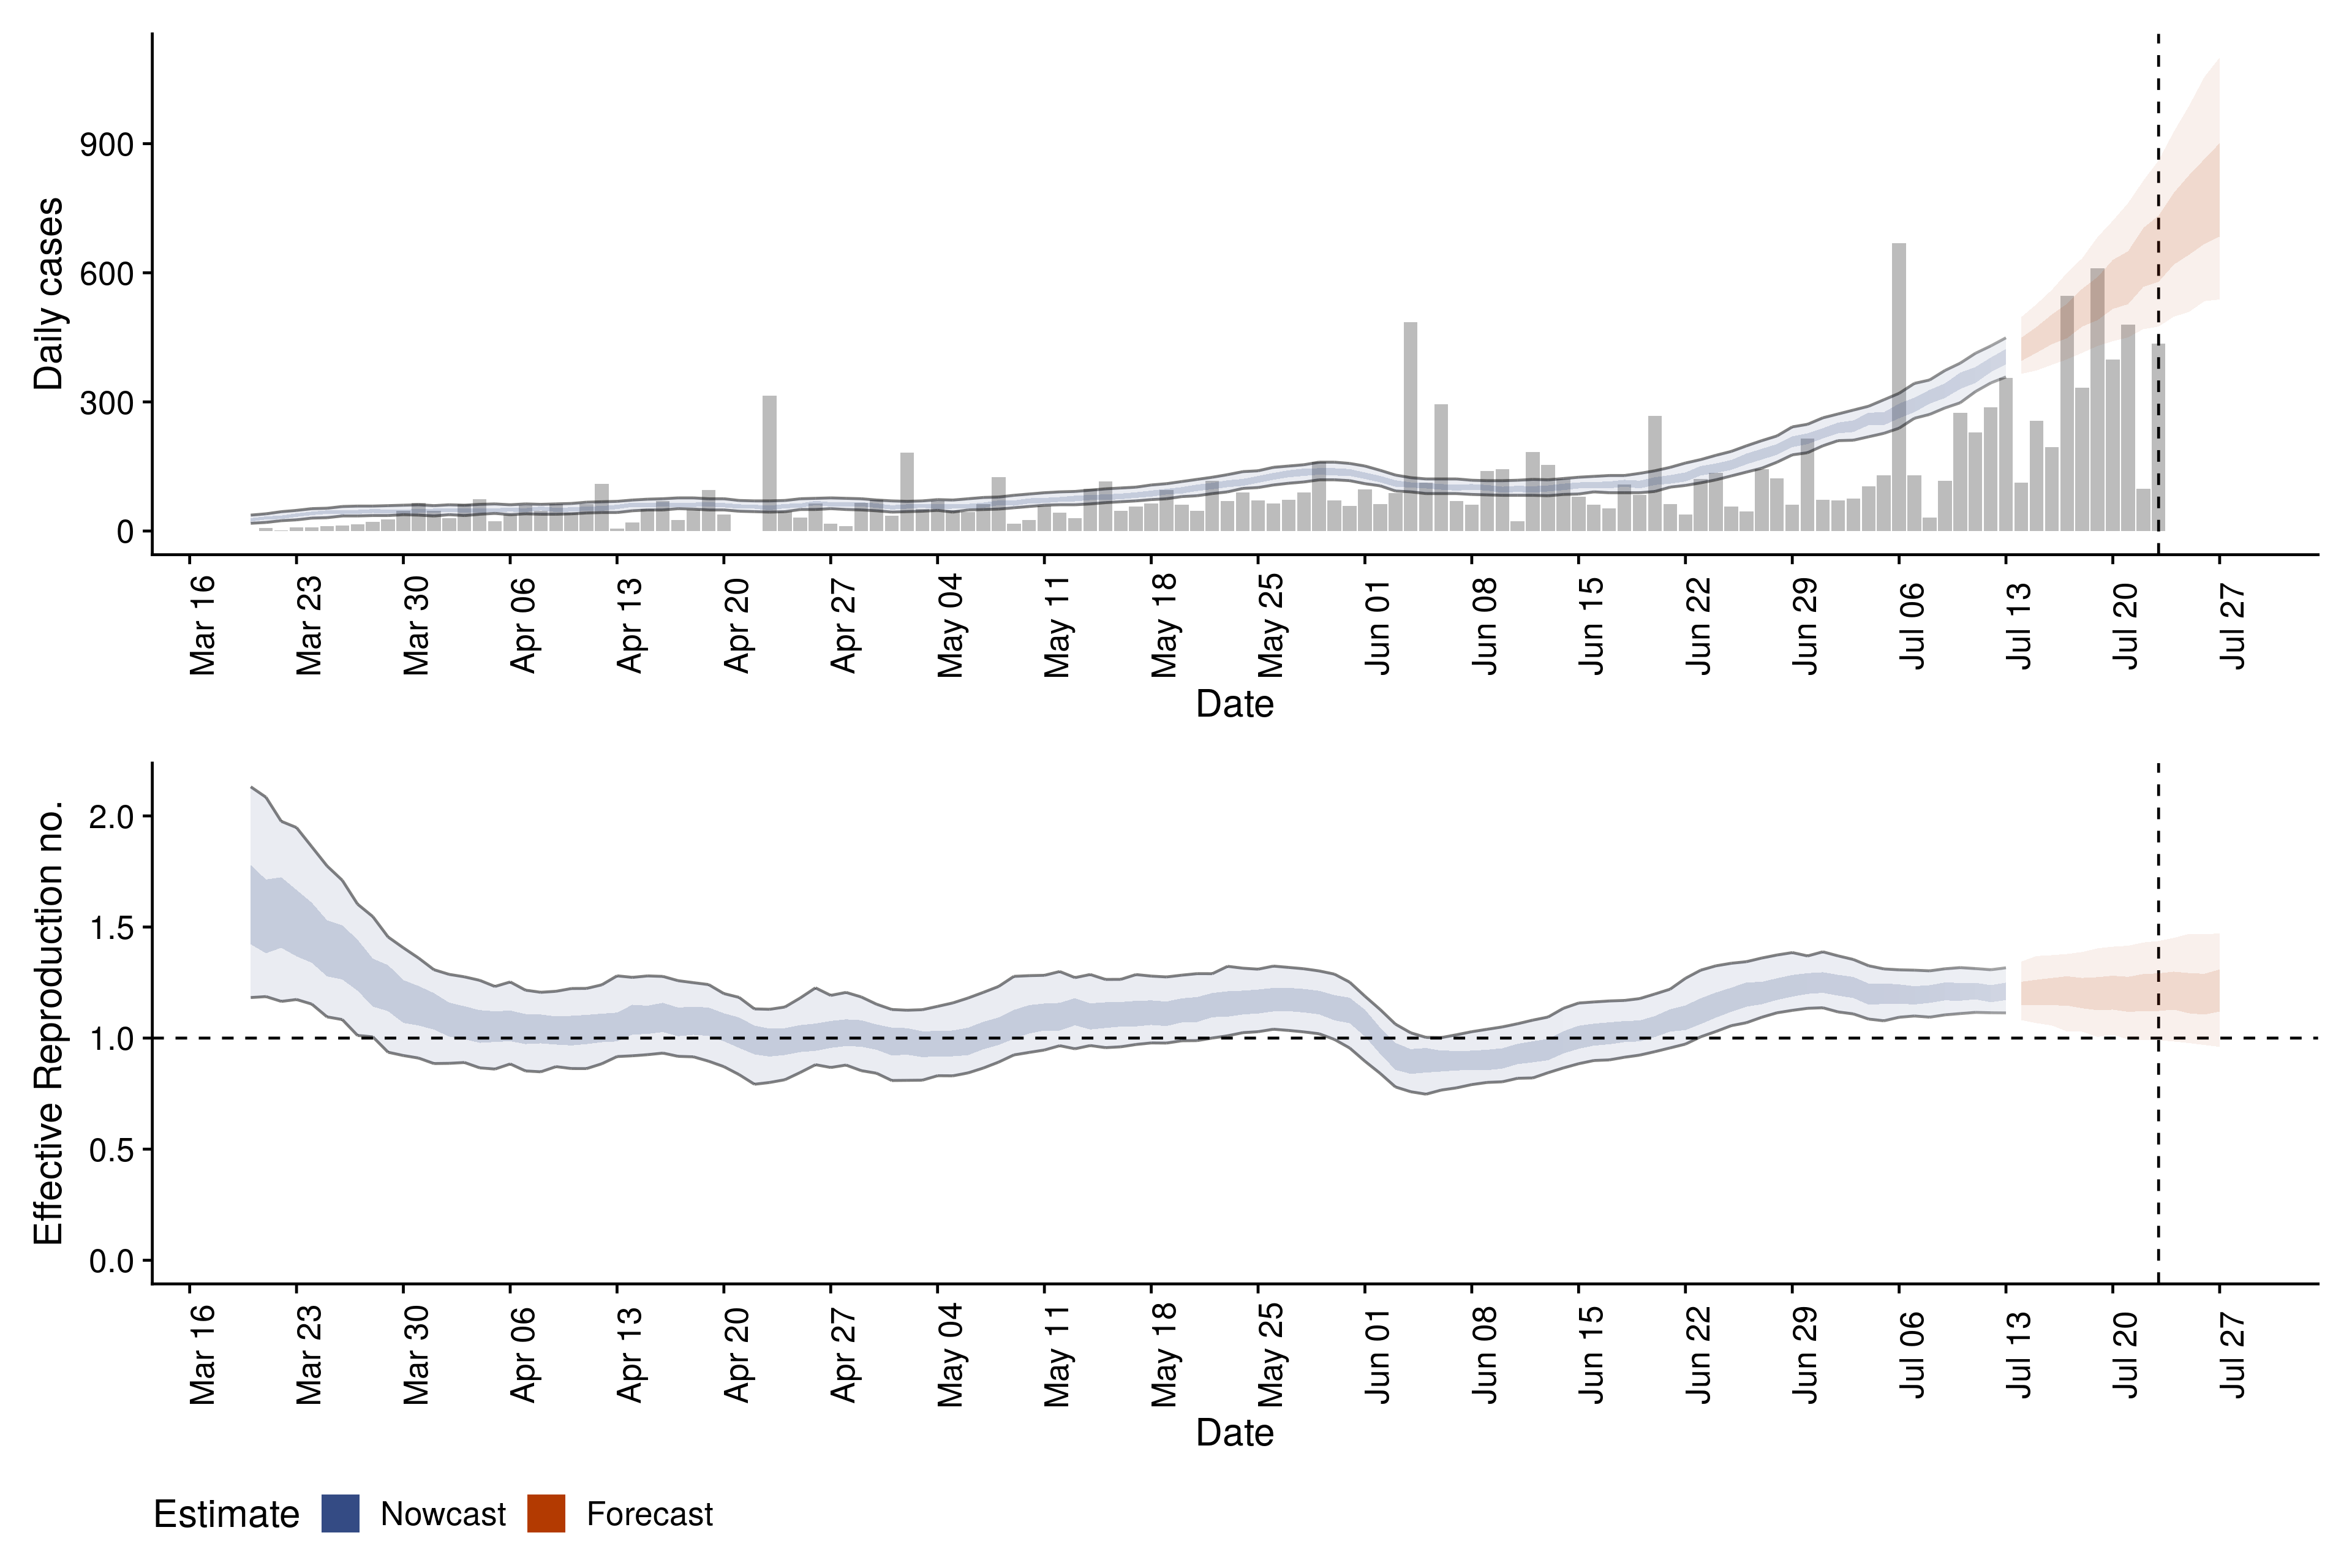 Daily cases
900
600
300
0
Mar 16
Mar 23
Mar 30
Apr 06
Apr 13
Apr 20
Apr 27
May 04
May 11
May 18
May 25
Jun 01
Jun 08
Jun 15
Jun 22
Jun 29
Jul 06
Jul 13
Jul 20
Jul 27
Date
Effective Reproduction no.
2.0
1.5
1.0
0.5
0.0
Mar 16
Mar 23
Mar 30
Apr 06
Apr 13
Apr 20
Apr 27
May 04
May 11
May 18
May 25
Jun 01
Jun 08
Jun 15
Jun 22
Jun 29
Jul 06
Jul 13
Jul 20
Jul 27
Date
Estimate Nowcast Forecast